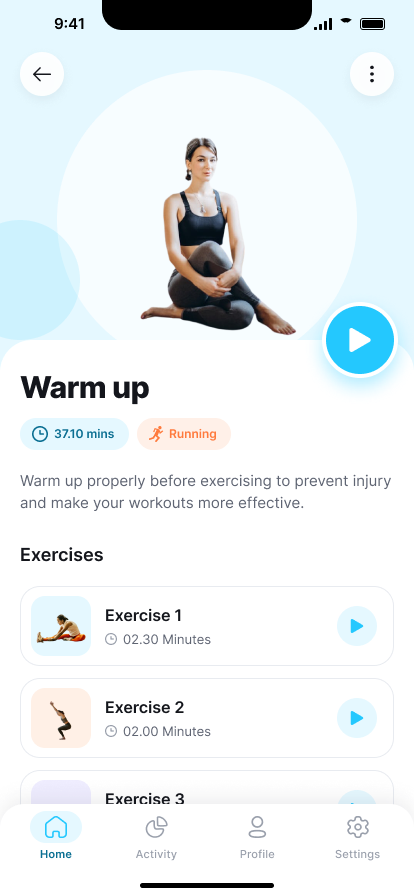 9:41
Warm up
37.10 mins
Running
Warm up properly before exercising to prevent injury
and make your workouts more effective.
Exercises
Exercise 1
02.30 Minutes
Exercise 2
02.00 Minutes
Exercise 3
Home
Activity
Profile
Settings